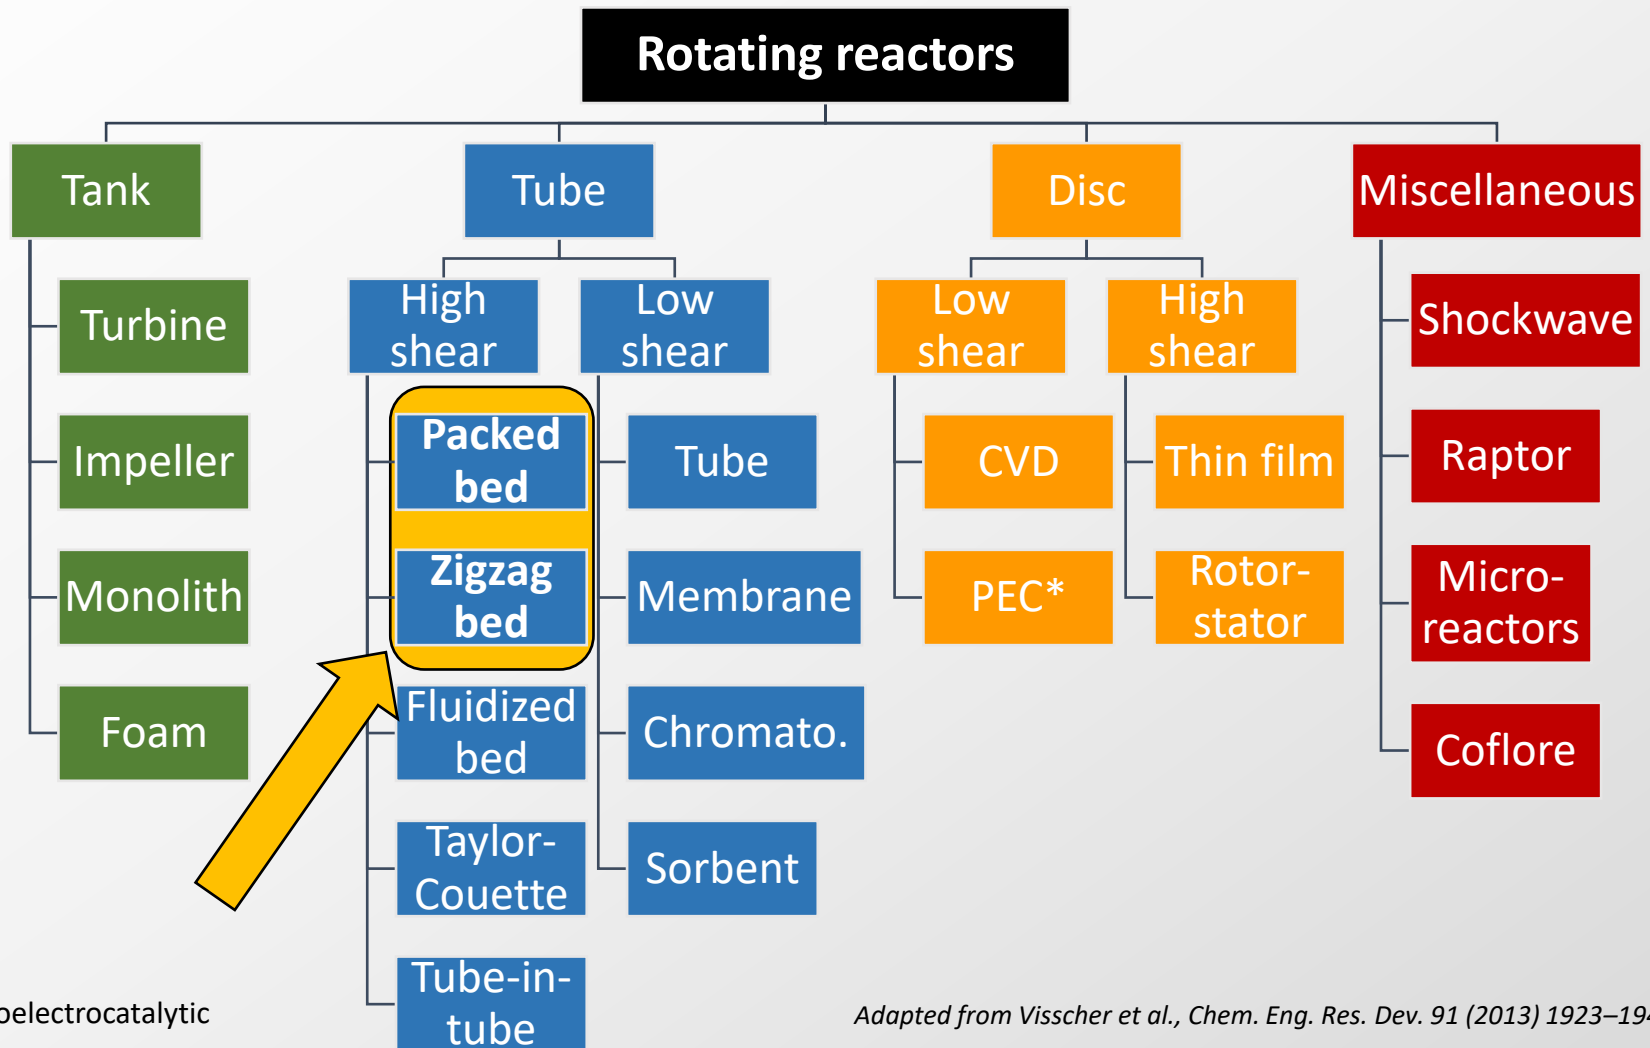 Rotating reactors
Tank
Tube
Disc
Miscellaneous
Turbine
Impeller
Monolith
Foam
High
shear
Low
shear
Packed
bed
Zigzag
bed
Fluidized
bed
Taylor-
Couette
Tube-in-
tube
Tube
Membrane
Chromato.
Sorbent
Low
shear
High
shear
CVD
PEC*
Thin film
Rotor-
stator
Shockwave
Raptor
Micro-
reactors
Coflore
oelectrocatalytic
Adapted from Visscher et al., Chem. Eng. Res. Dev. 91 (2013) 1923–194